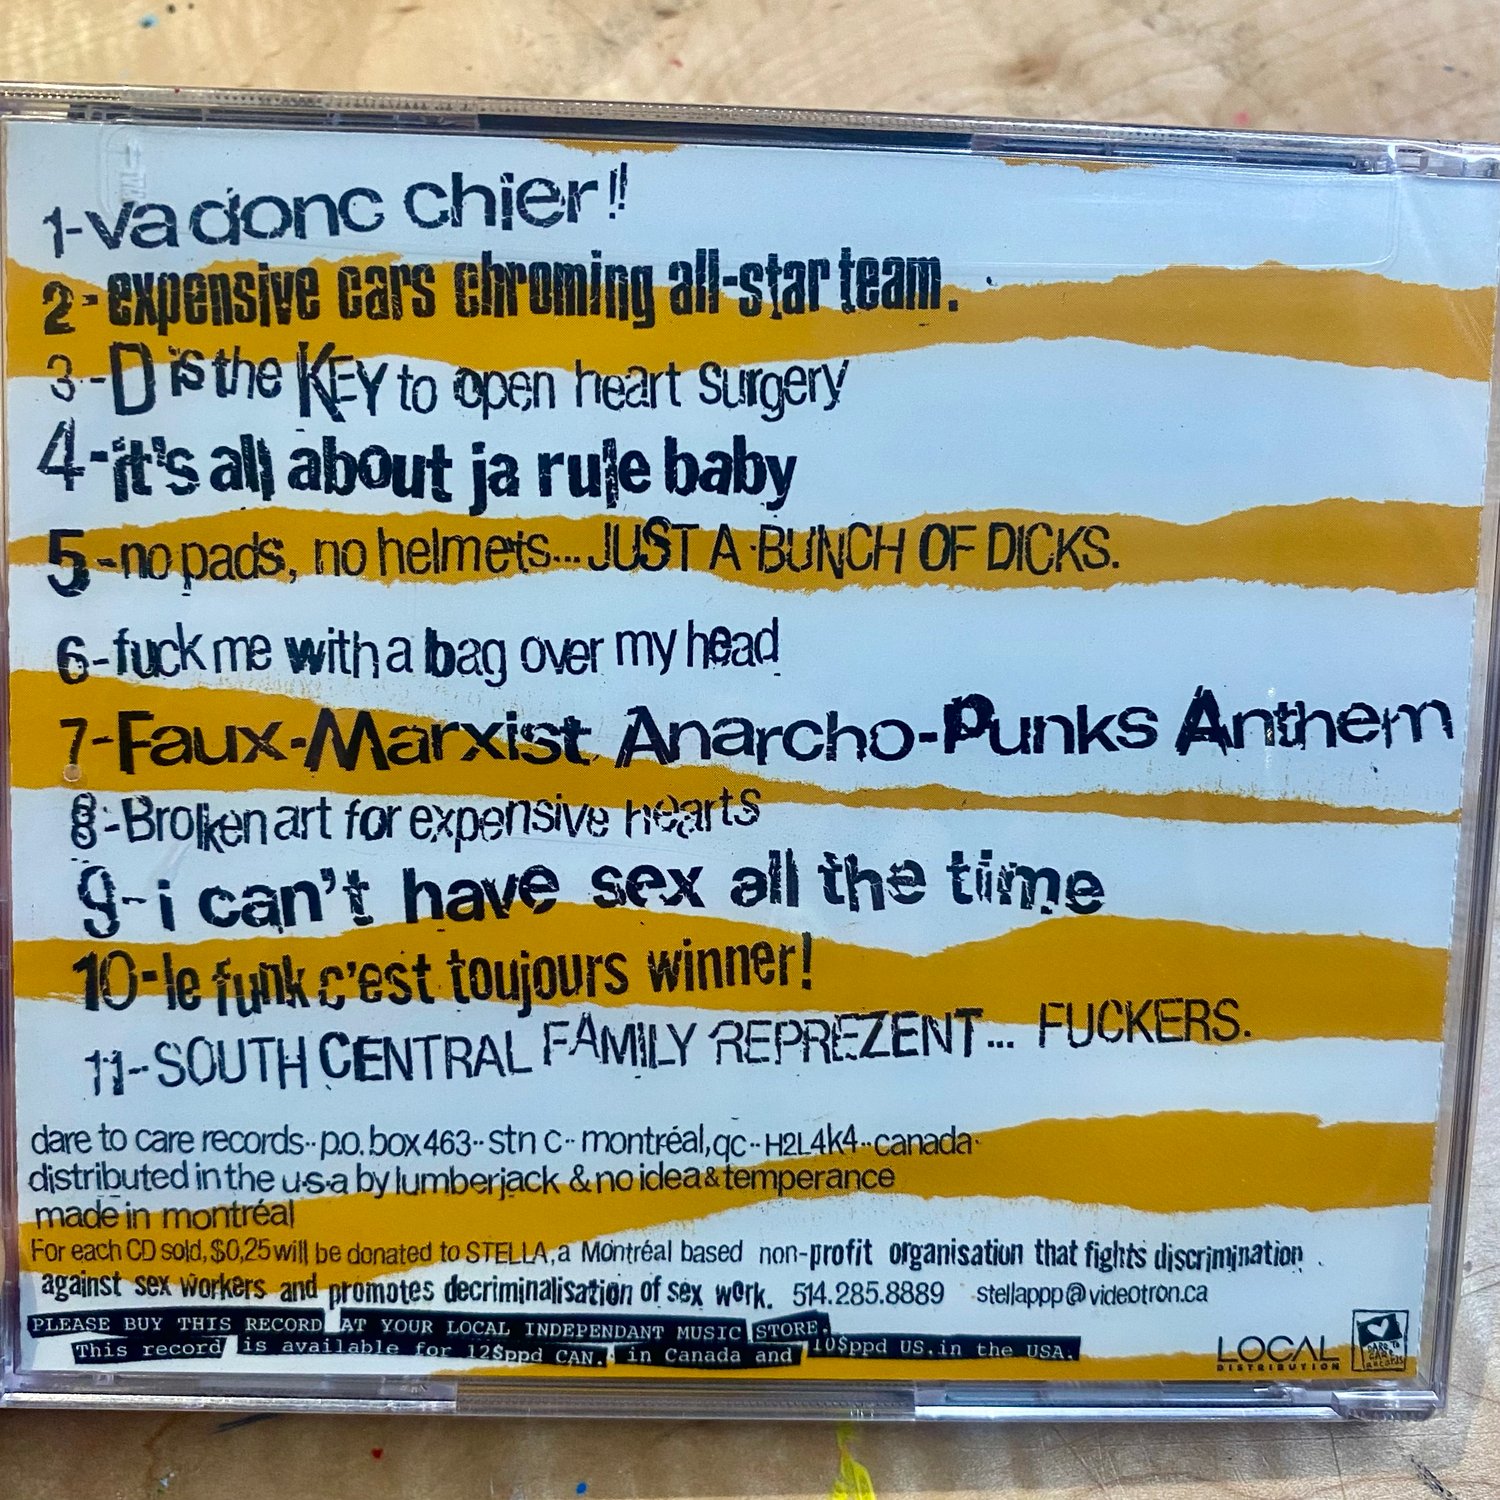 1-va donc chier!!
2-expensive cars chroming all-star team.
3-D is the KEY to open heart surgery
4-it's all about ja rule baby
5-no pads, no helmets... JUST A BUNCH OF DICKS.
6-fuck me with a bag over my head
7-Faux-Marxist Anarcho-Punks Anthem
8-Broken art for expensive hearts
9-i can't have sex all the time
10-le funk c'est toujours winner!
11-SOUTH CENTRAL FAMILY REPREZENT... FUCKERS.
dare to care records·· p.o. box 463·· stn c·· montréal, qc·· H2L4k4··canada·
distributed in the u·s·a by lumberjack & no idea & temperance
made in montréal
For each CD sold, $0,25 will be donated to STELLA, a Montréal based non-profit organisation that fights discrimination
against sex workers and promotes decriminalisation of sex work. 514.285.8889 stellappp@videotron.ca
PLEASE BUY THIS RECORD AT YOUR LOCAL INDEPENDANT MUSIC STORE.
This record is available for 12$ppd CAN. in Canada and 10$ppd US.in the USA.
LOCAL
DISTRIBUTION
DARE TO
CARE
Records